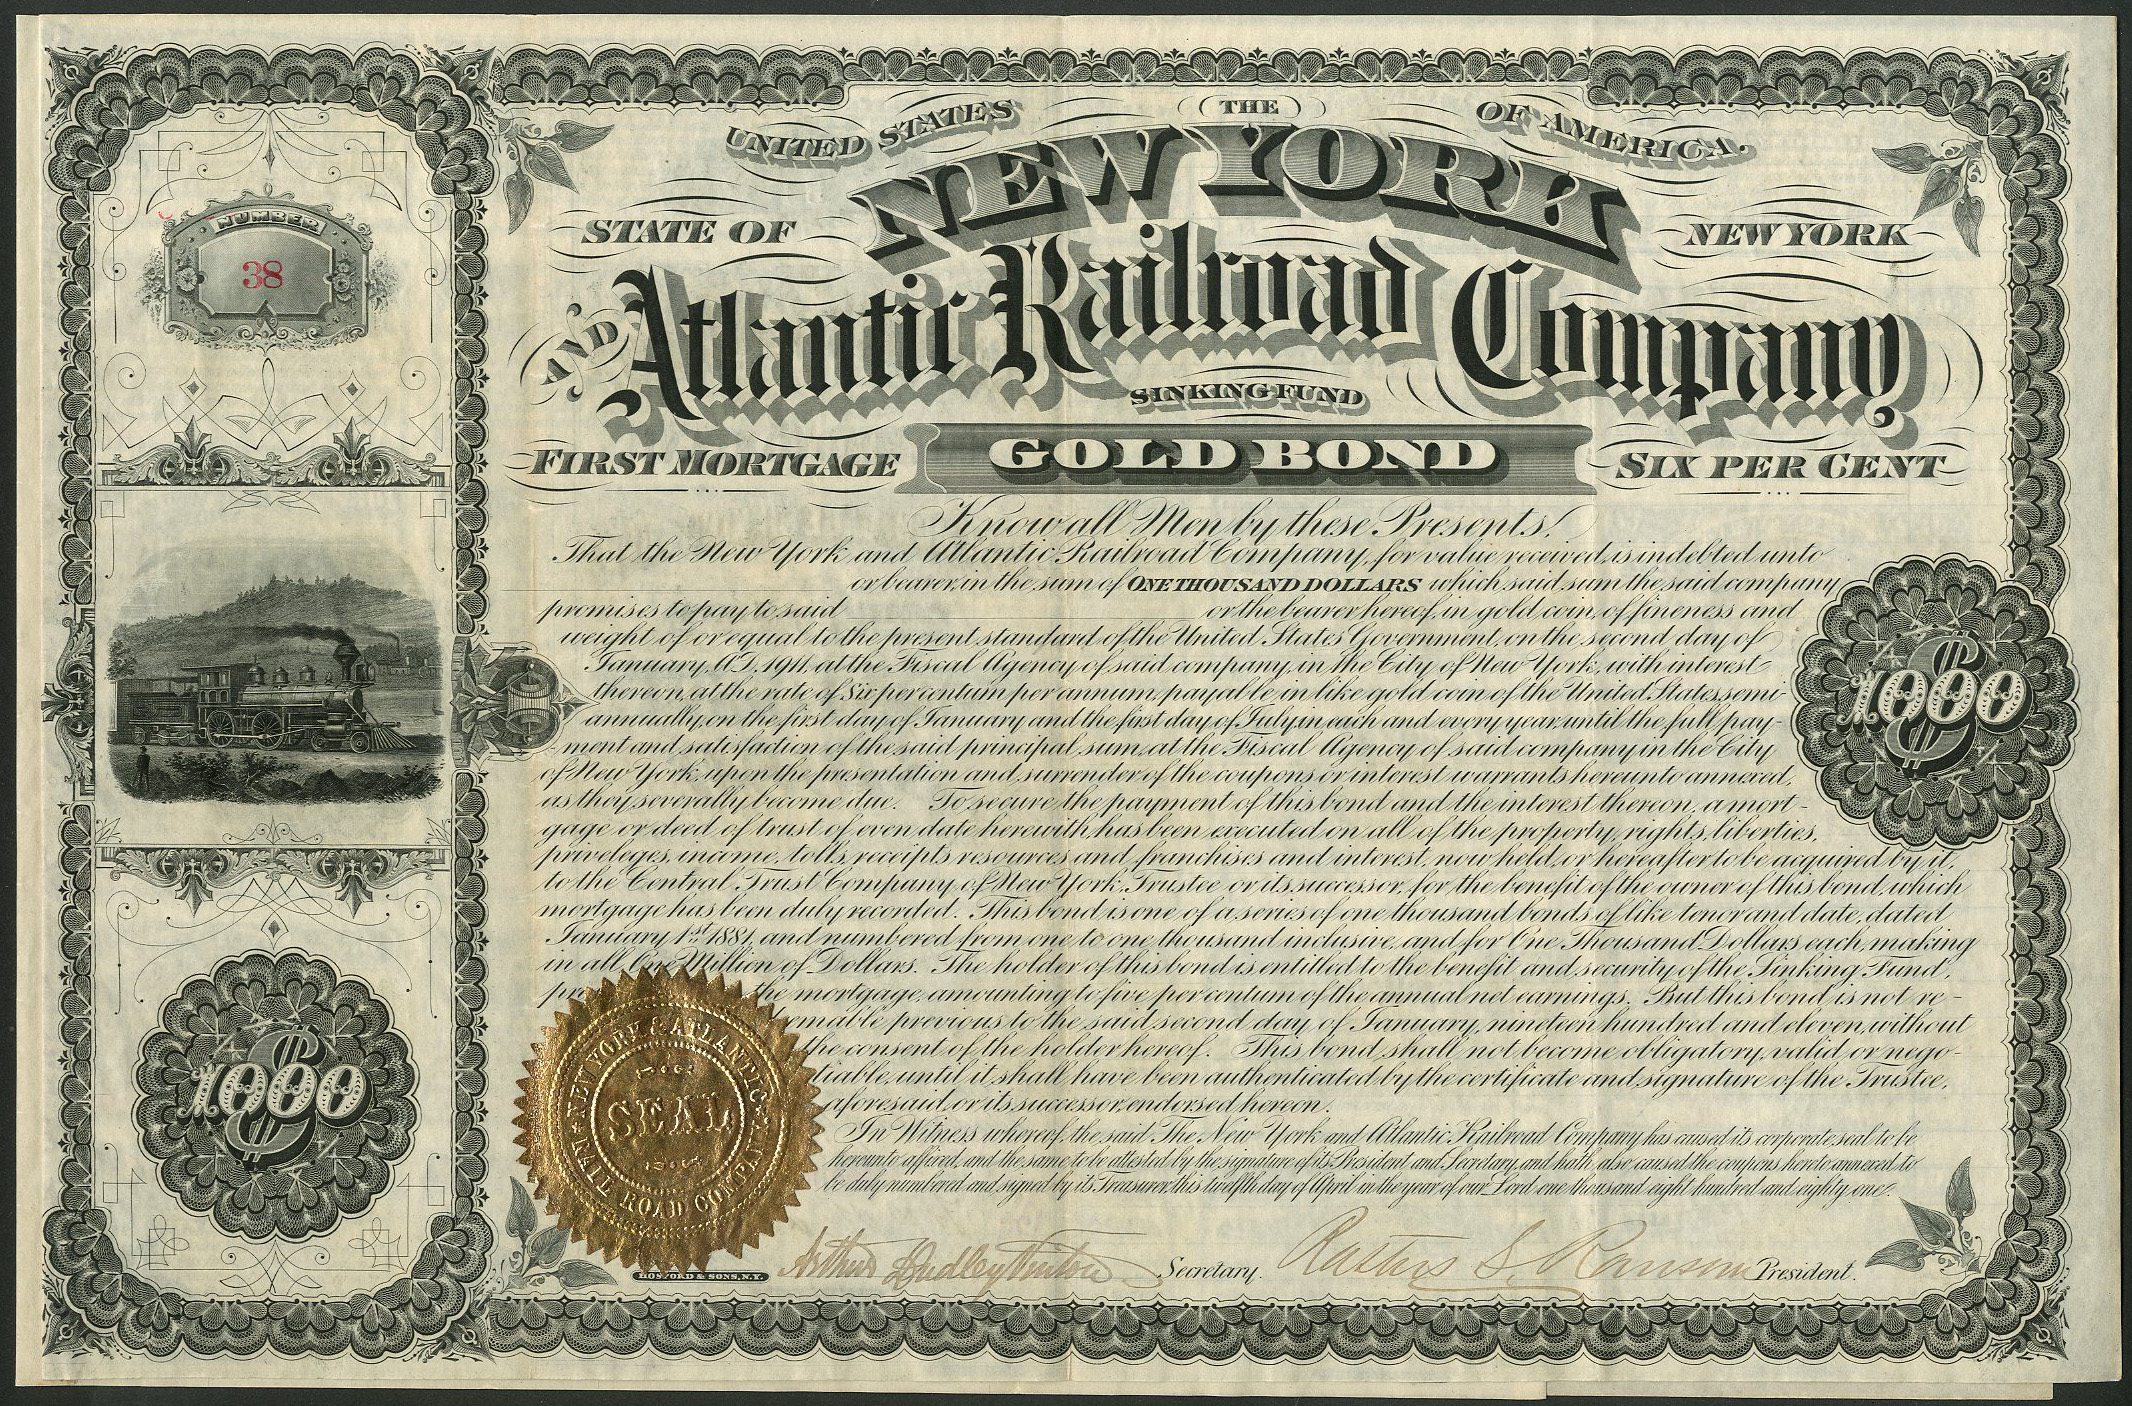 NUMBER
38
$1000
$1000
UNITED STATES
(THE)
OF AMERICA.
STATE OF
NEW YORK
NEW YORK
AND Atlantic Railroad Company
SINKING FUND
FIRST MORTGAGE
GOLD BOND
SIX PER CENT
Know all Men by these Presents,
That the New York and Atlantic Railroad Company, for value received, is indebted unto
or bearer, in the sum of ONE THOUSAND DOLLARS which said sum the said company
promises to pay to said or the bearer hereof, in gold coin, of fineness and
weight of or equal to the present standard of the United States Government, on the second day of
January, A.D. 1911, at the Fiscal Agency of said company, in the City of New York, with interest
thereon, at the rate of Six per centum per annum, payable in like gold coin of the United States, semi
annually, on the first day of January and the first day of July, in each and every year, until the full pay-
ment and satisfaction of the said principal sum, at the Fiscal Agency of said company in the City
of New York, upon the presentation and surrender of the coupons or interest warrants hereunto annexed,
as they severally become due. To secure the payment of this bond and the interest thereon, a mort-
gage or deed of trust of even date herewith has been executed on all of the property, rights, liberties,
priveleges, income, tolls, receipts resources and franchises and interest, now held, or hereafter to be acquired by it,
to the Central Trust Company, of New York, Trustee or its successor, for the benefit of the owner of this bond, which
mortgage has been duly recorded. This bond is one of a series of one thousand bonds of like tenor and date, dated
January 1st 1881, and numbered from one to one thousand inclusive, and for One Thousand Dollars each, making
in all One Million of Dollars. The holder of this bond is entitled to the benefit and security of the Sinking Fund,
the mortgage, amounting to five per centum of the annual net earnings. But this bond is not re-
emable previous to the said second day of January, nineteen hundred and eleven, without
the consent of the holder hereof. This bond shall not become obligatory, valid, or nego-
tiable, until it shall have been authenticated by the certificate and signature of the Trustee,
aforesaid, or its successor, endorsed hereon.
In Witness whereof, the said The New York and Atlantic Railroad Company has caused its corporate seal to be
hereunto affixed, and the same to be attested by the signature of its President and Secretary, and hath also caused the coupons hereto annexed to
be duly numbered and signed by its Treasurer, this twelfth day of April in the year of our Lord one thousand eight hundred and eighty one.
NEW YORK & ATLANTIC
RAIL ROAD COMPANY
SEAL
HOSFORD & SONS, N.Y.
Arthur Dudley Vinton Secretary.
Rastus S. Ransom President.